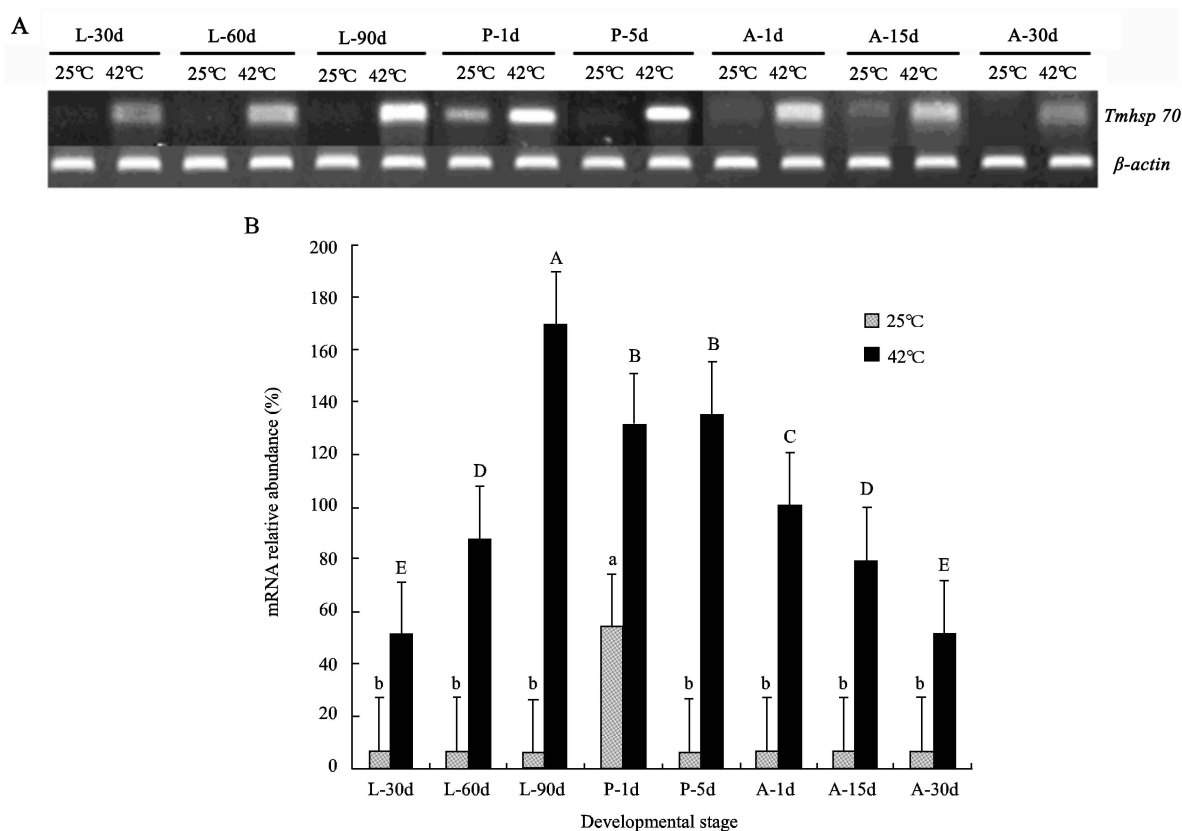 A
L-30d L-60d L-90d P-1d P-5d A-1d A-15d A-30d
25℃ 42℃ 25℃ 42℃ 25℃ 42℃ 25℃ 42℃ 25℃ 42℃ 25℃ 42℃ 25℃ 42℃ 25℃ 42℃
Tmhsp 70
β-actin
B
mRNA relative abundance (%)
200
180
160
140
120
100
80
60
40
20
0
25℃
42℃
b E
b D
b A
a B
b B
b C
b D
b E
L-30d L-60d L-90d P-1d P-5d A-1d A-15d A-30d
Developmental stage